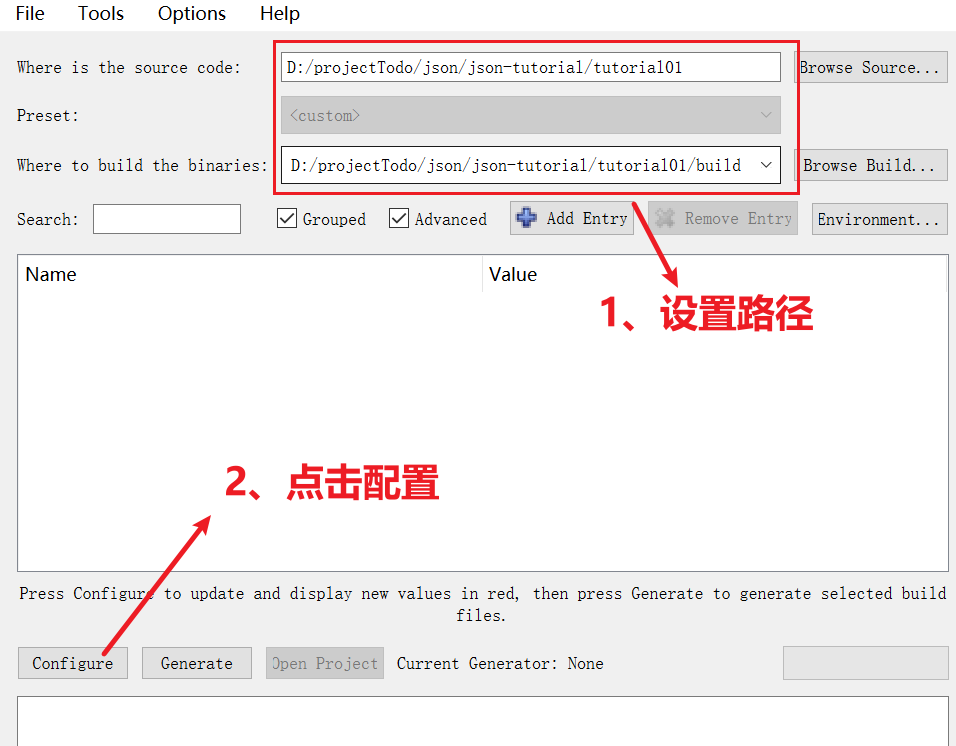 File Tools Options Help
Where is the source code: D:/projectTodo/json/json-tutorial/tutorial01 Browse Source...
Preset: <custom>
Where to build the binaries: D:/projectTodo/json/json-tutorial/tutorial01/build Browse Build...
Search: Grouped Advanced Add Entry Remove Entry Environment...
Name Value
1、设置路径
2、点击配置
Press Configure to update and display new values in red, then press Generate to generate selected build
files.
Configure Generate Open Project Current Generator: None